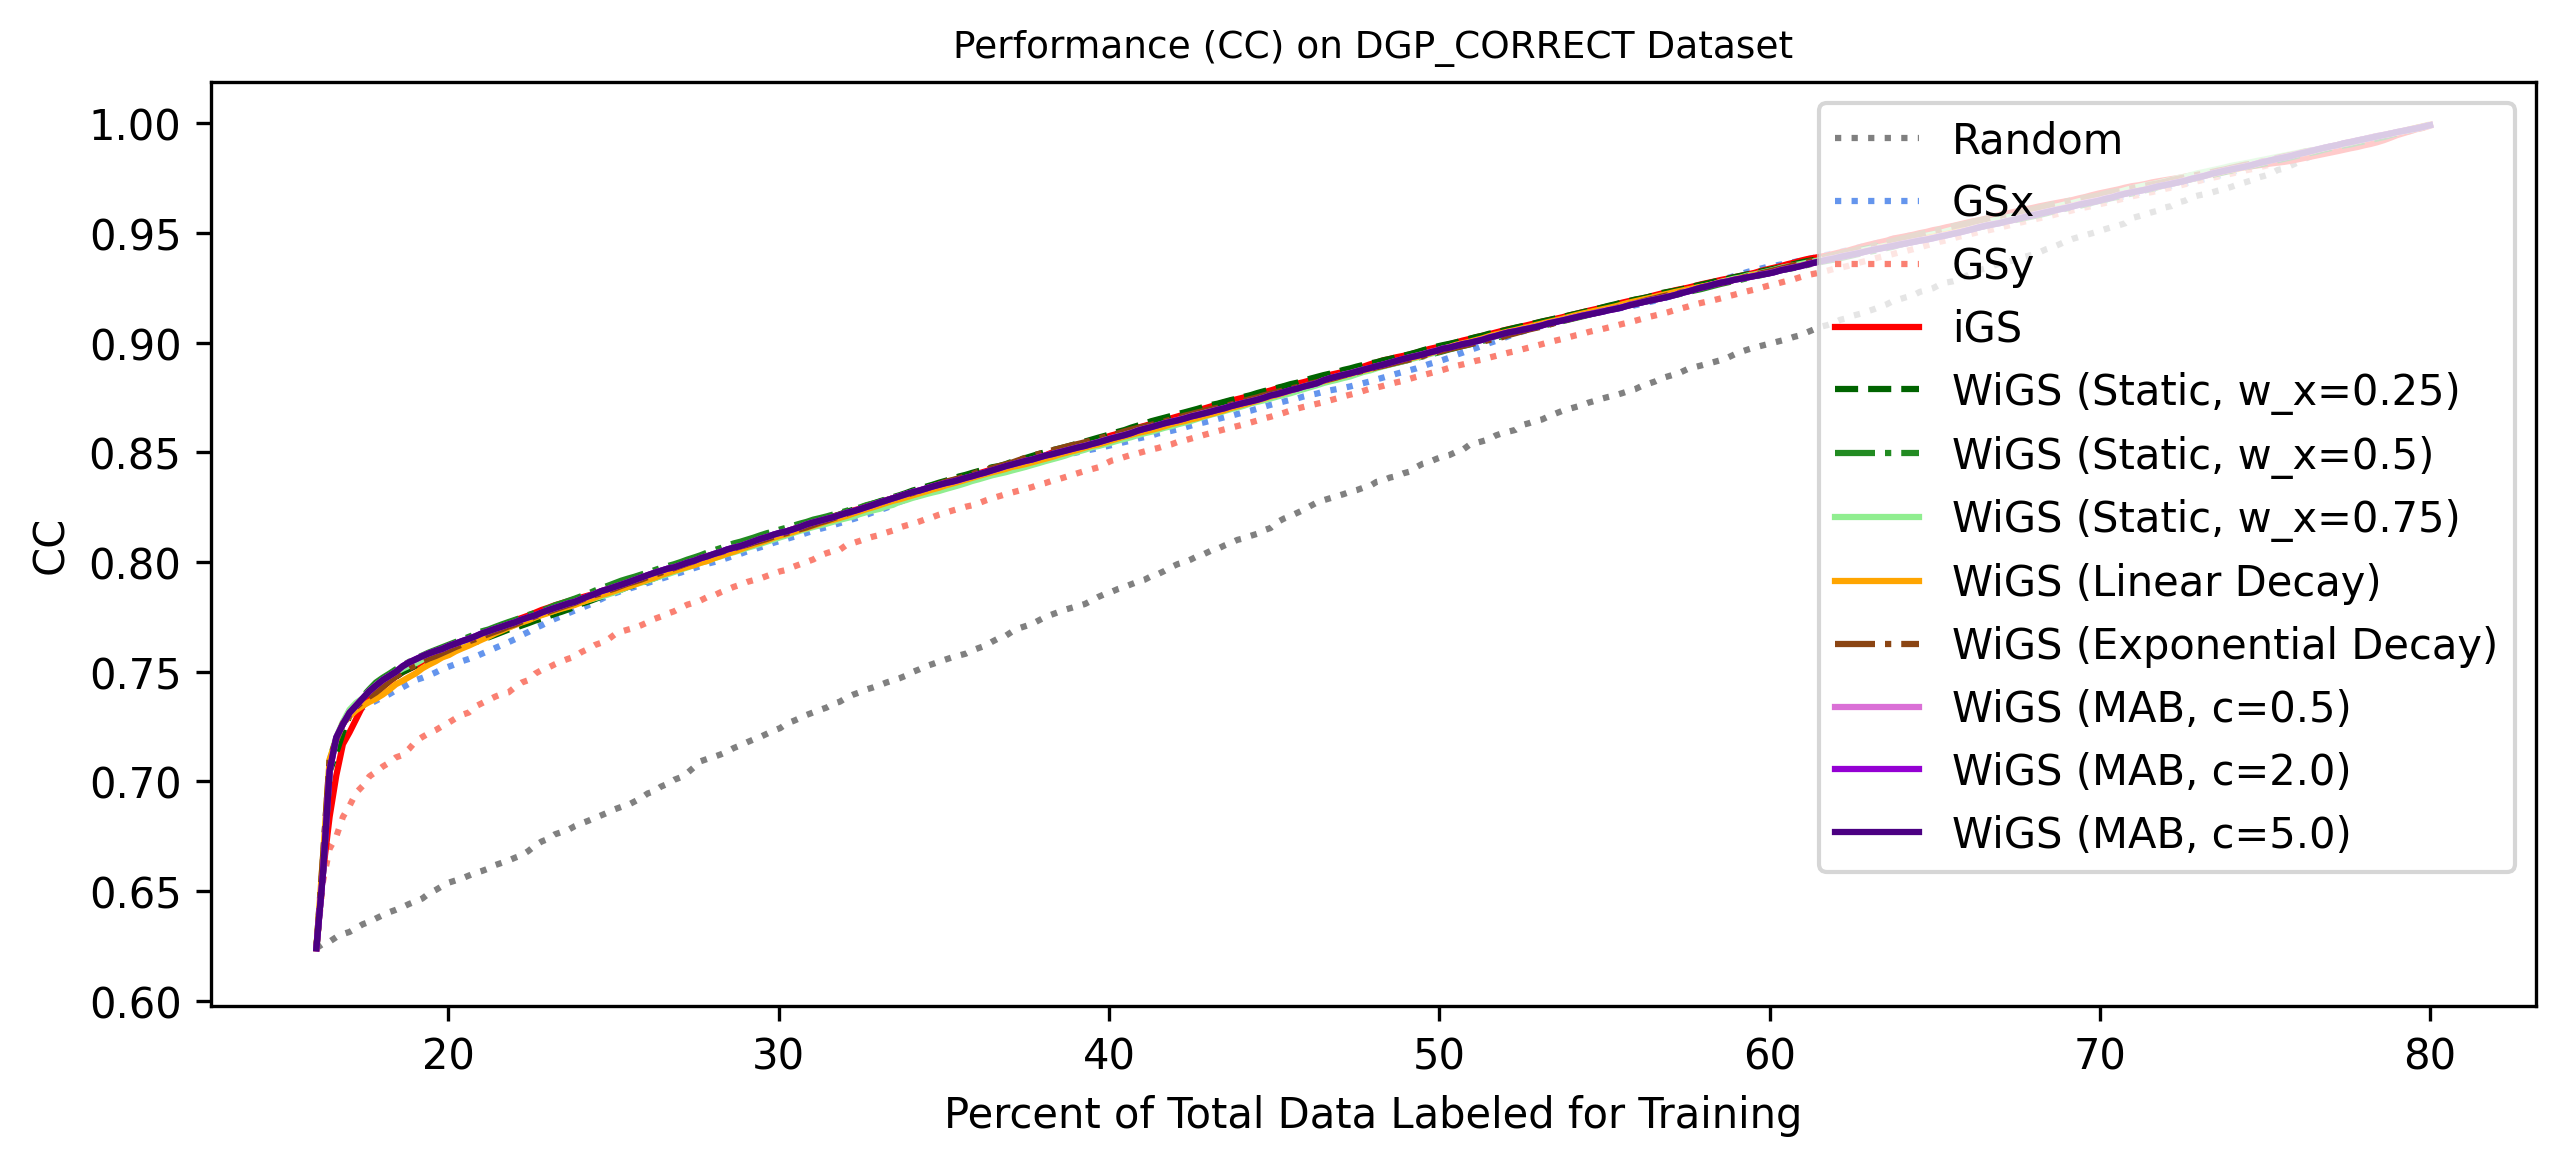 Performance (CC) on DGP_CORRECT Dataset
CC
1.00
0.95
0.90
0.85
0.80
0.75
0.70
0.65
0.60
Random
GSx
GSy
iGS
WiGS (Static, w_x=0.25)
WiGS (Static, w_x=0.5)
WiGS (Static, w_x=0.75)
WiGS (Linear Decay)
WiGS (Exponential Decay)
WiGS (MAB, c=0.5)
WiGS (MAB, c=2.0)
WiGS (MAB, c=5.0)
20 30 40 50 60 70 80
Percent of Total Data Labeled for Training